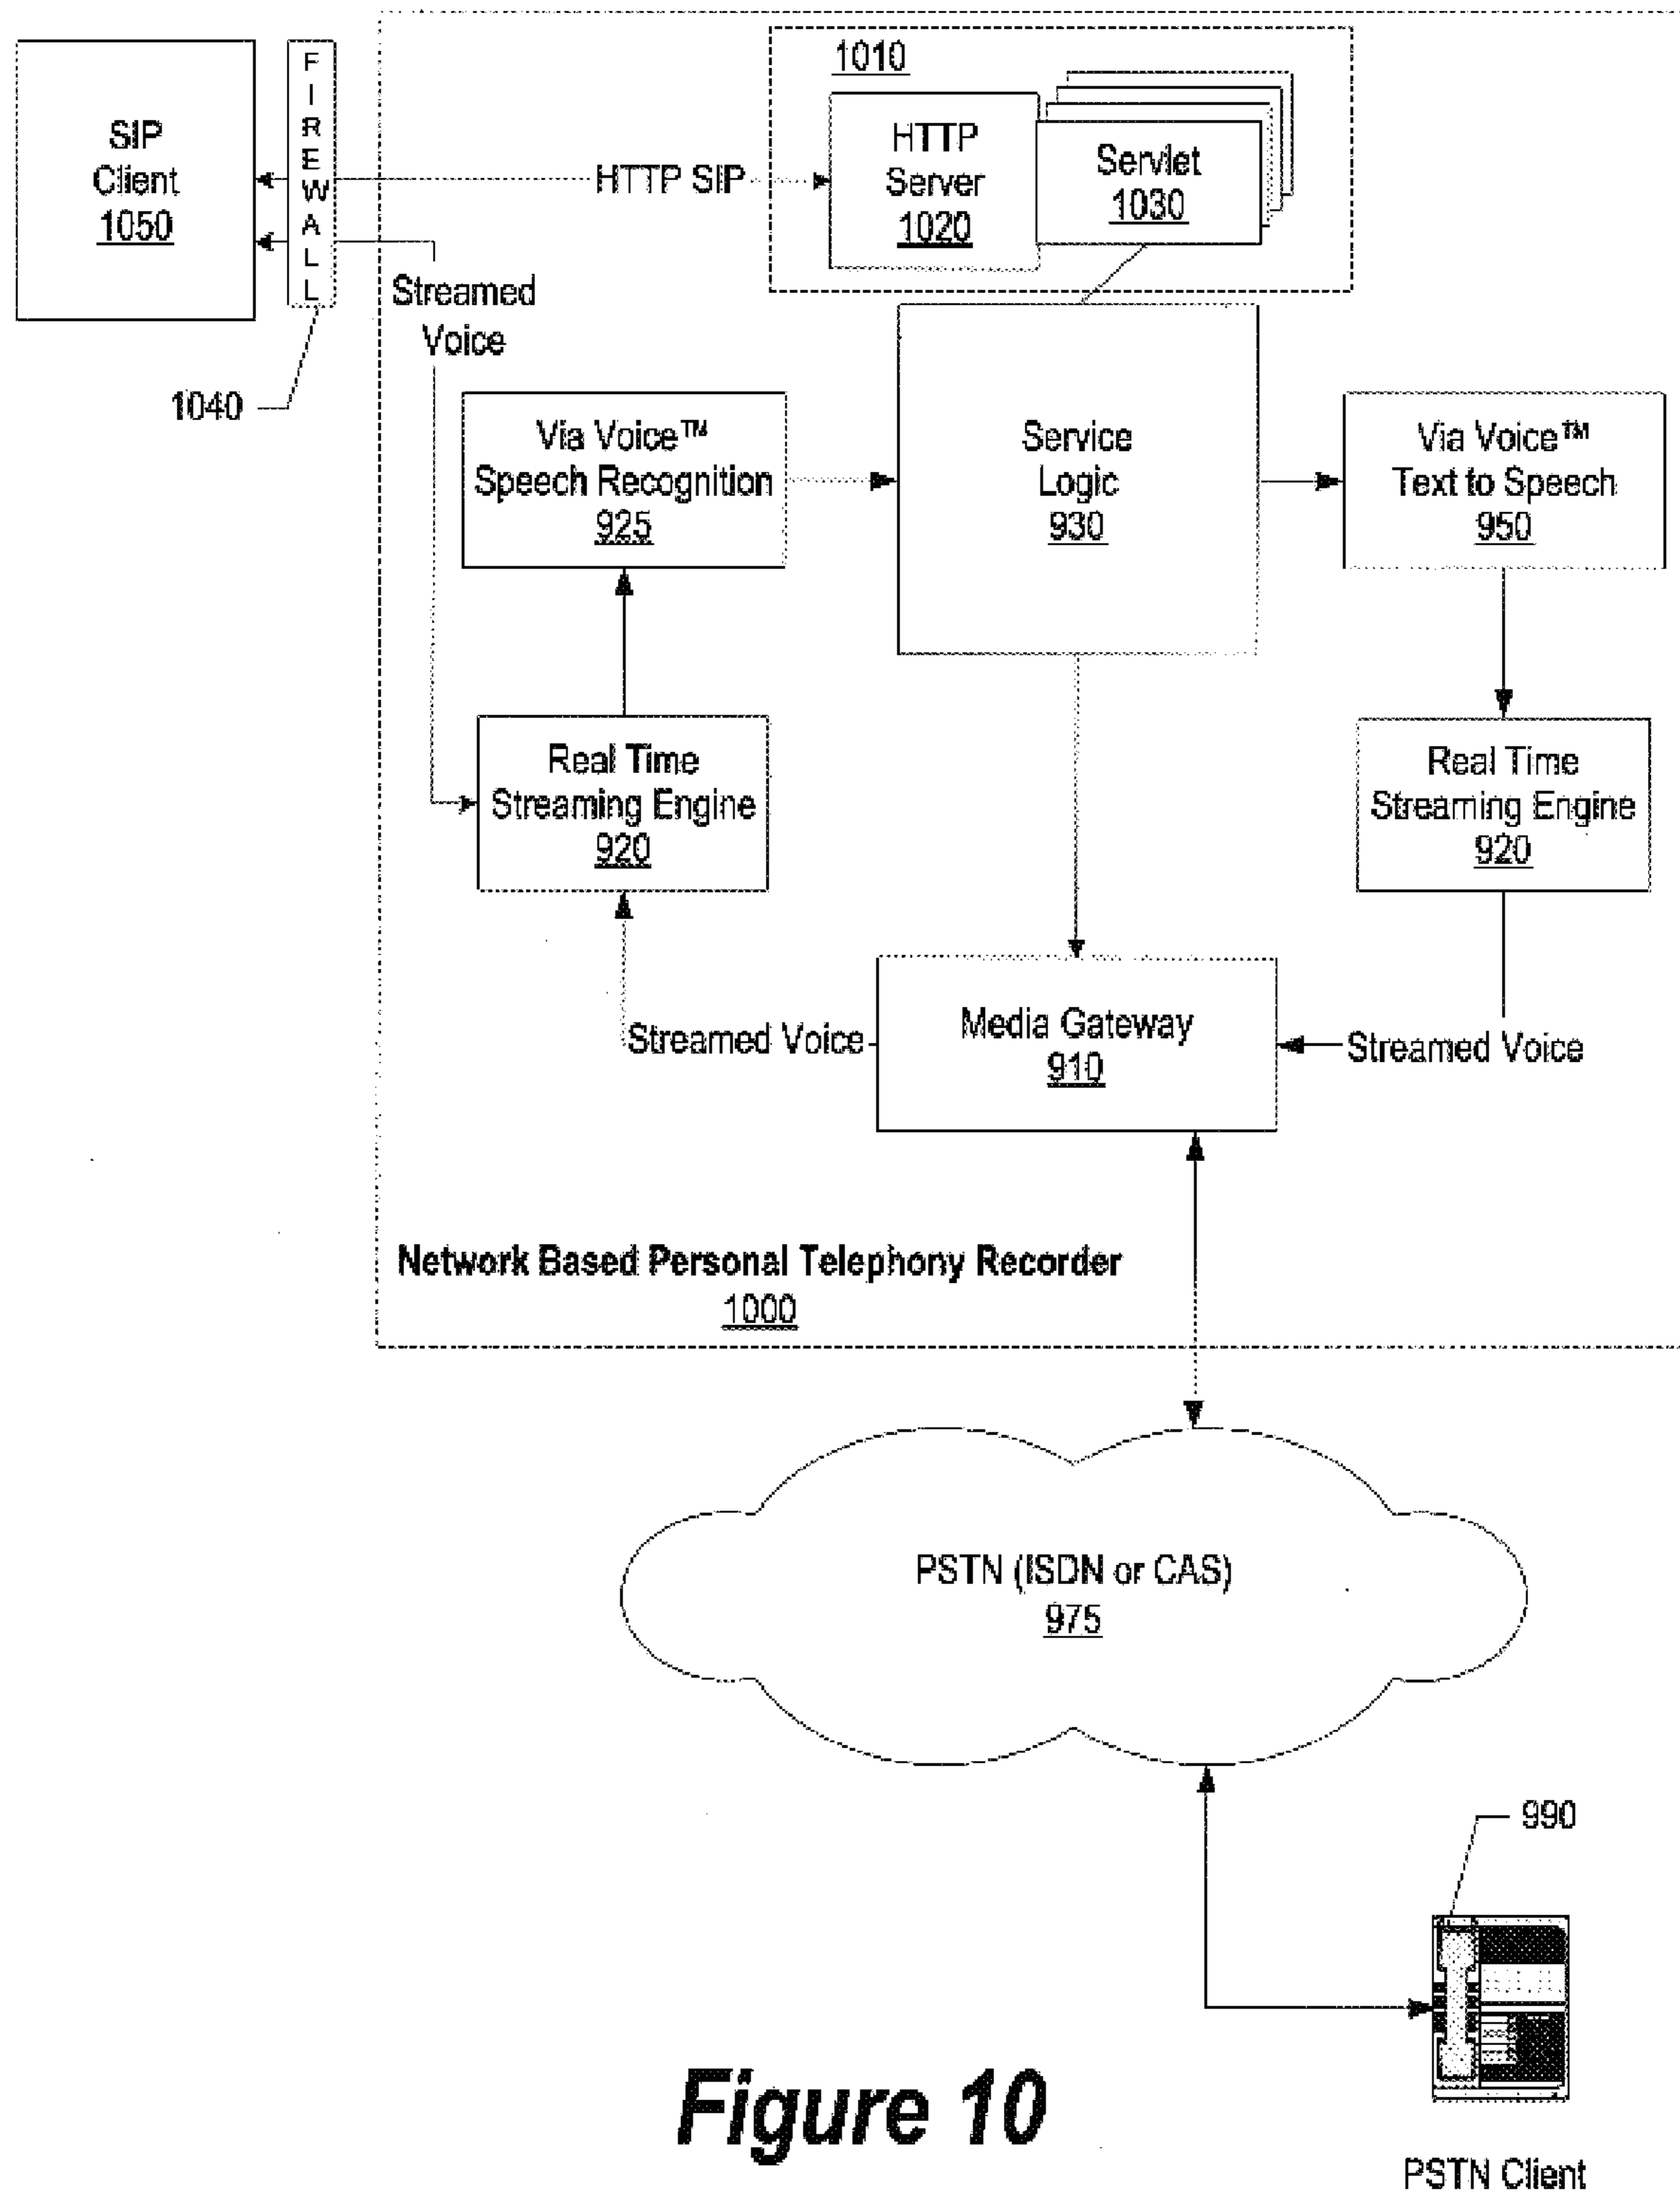 1010
SIP
Client
1050
FIREWALL
HTTP SIP
HTTP
Server
1020
Servlet
1030
Streamed
Voice
1040
Via Voice™
Speech Recognition
925
Service
Logic
930
Via Voice™
Text to Speech
950
Real Time
Streaming Engine
920
Real Time
Streaming Engine
920
Streamed Voice
Media Gateway
910
Streamed Voice
Network Based Personal Telephony Recorder
1000
PSTN (ISDN or CAS)
975
990
Figure 10
PSTN Client